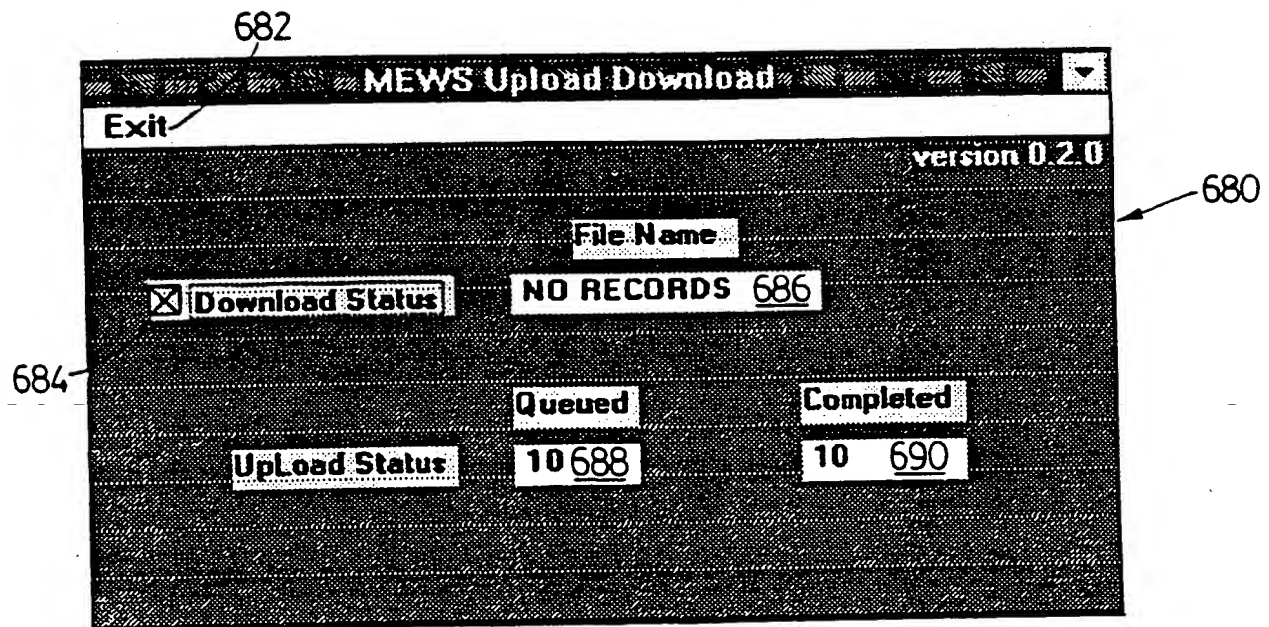 682
MEWS Upload Download
Exit
version 0.2.0
680
File Name
Download Status
NO RECORDS 686
684
Queued
Completed
UpLoad Status
10 688
10 690